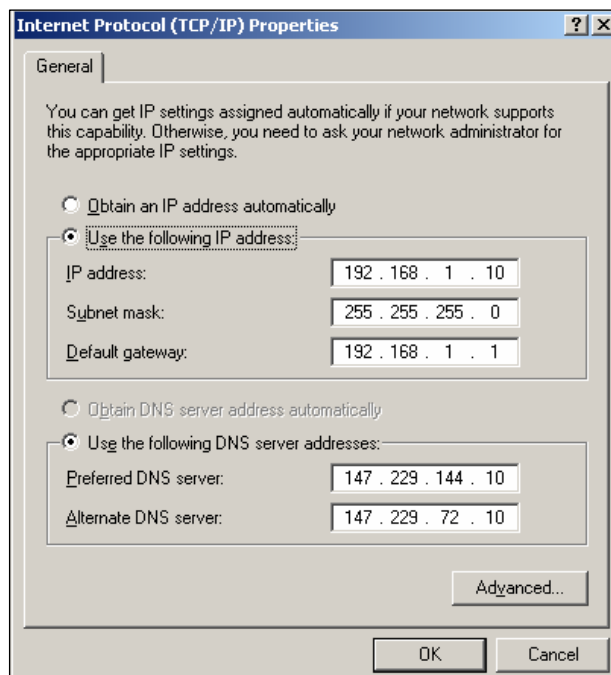 Internet Protocol (TCP/IP) Properties
General
You can get IP settings assigned automatically if your network supports
this capability. Otherwise, you need to ask your network administrator for
the appropriate IP settings.
Obtain an IP address automatically
Use the following IP address:
IP address: 192 . 168 . 1 . 10
Subnet mask: 255 . 255 . 255 . 0
Default gateway: 192 . 168 . 1 . 1
Obtain DNS server address automatically
Use the following DNS server addresses:
Preferred DNS server: 147 . 229 . 144 . 10
Alternate DNS server: 147 . 229 . 72 . 10
Advanced...
OK Cancel